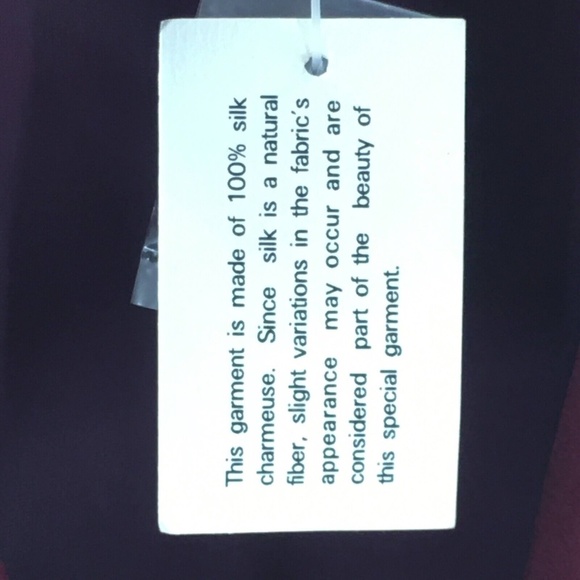 This garment is made of 100% silk
charmeuse. Since silk is a natural
fiber, slight variations in the fabric's
appearance may occur and are
considered part of the beauty of
this special garment.